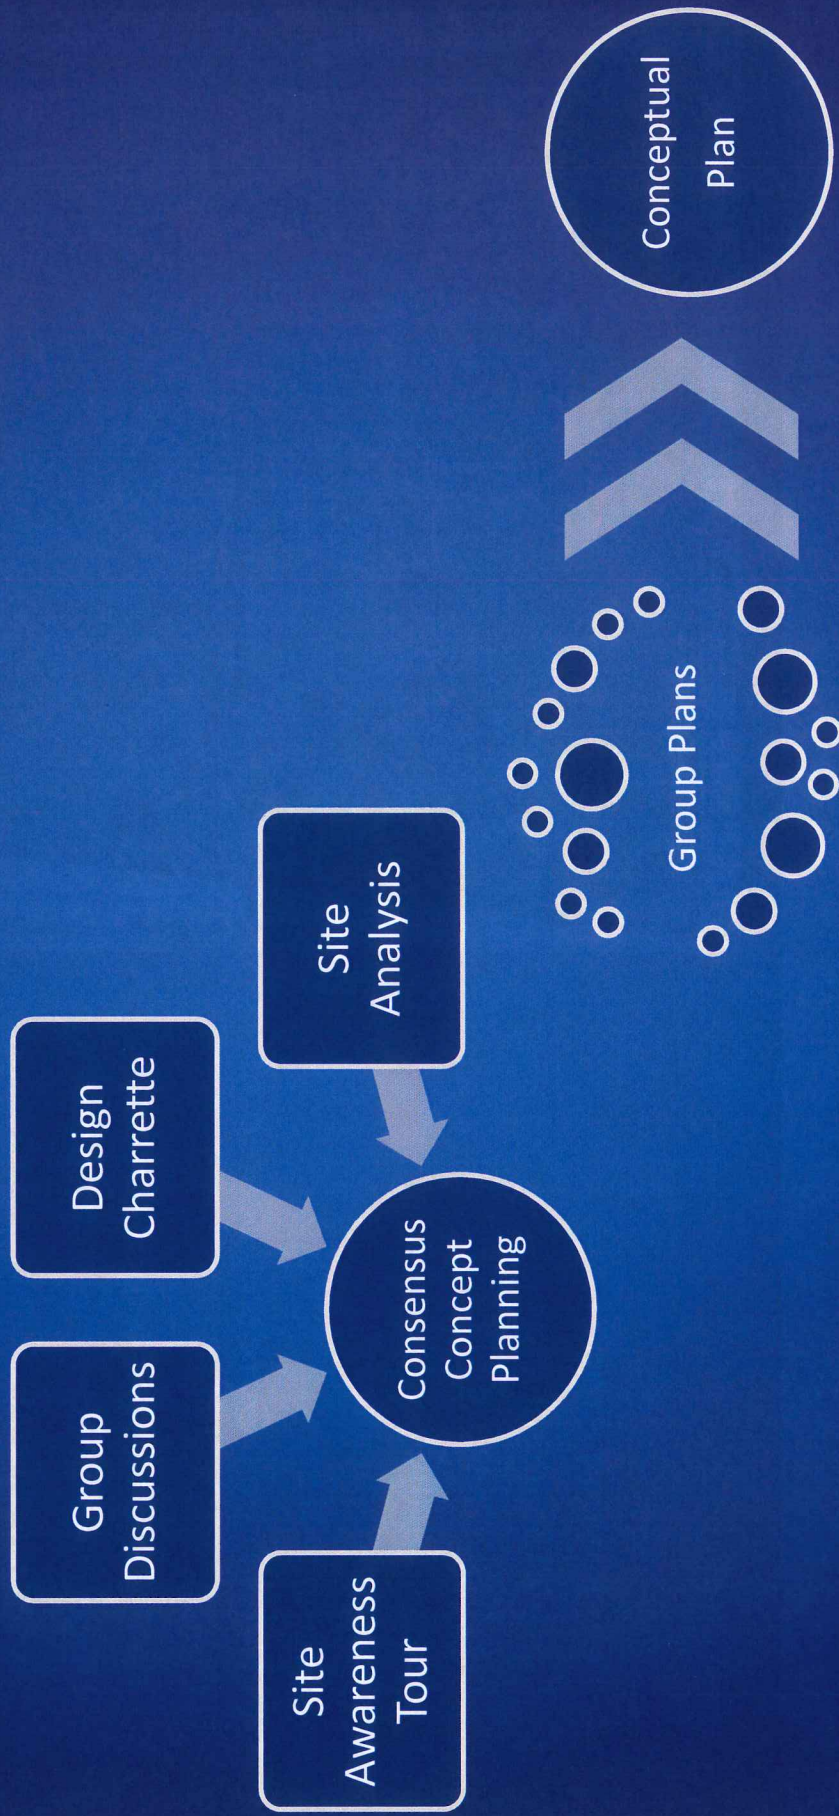 Site
Awareness
Tour
Group
Discussions
Design
Charrette
Site
Analysis
Consensus
Concept
Planning
Group Plans
Conceptual
Plan